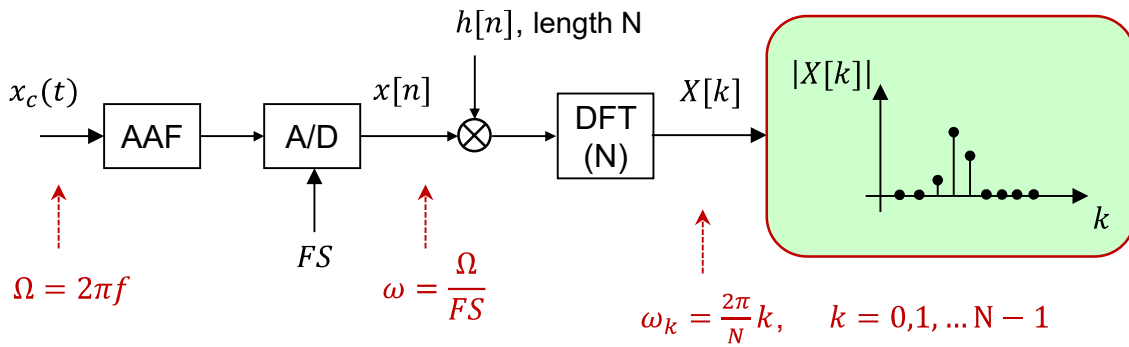 h[n], length N
x_c(t)
AAF
A/D
x[n]
DFT
(N)
X[k]
|X[k]|
k
FS
Ω = 2πf
ω = Ω/FS
ω_k = 2π/N k, k = 0,1, … N − 1